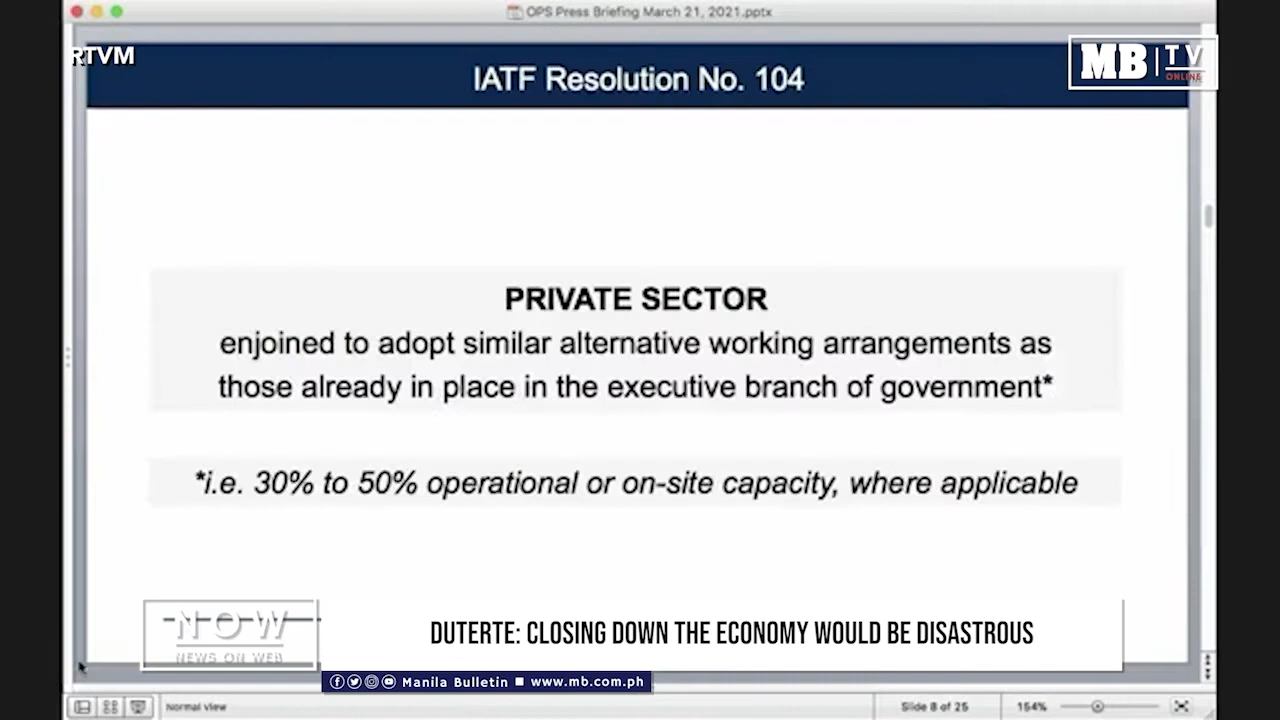 OPS Press Briefing March 21, 2021.pptx
RTVM
MB TV
ONLINE
IATF Resolution No. 104
PRIVATE SECTOR
enjoined to adopt similar alternative working arrangements as
those already in place in the executive branch of government*
*i.e. 30% to 50% operational or on-site capacity, where applicable
NOW
NEWS ON WEB
DUTERTE: CLOSING DOWN THE ECONOMY WOULD BE DISASTROUS
Manila Bulletin ■ www.mb.com.ph
Normal View
Slide 8 of 25
154%